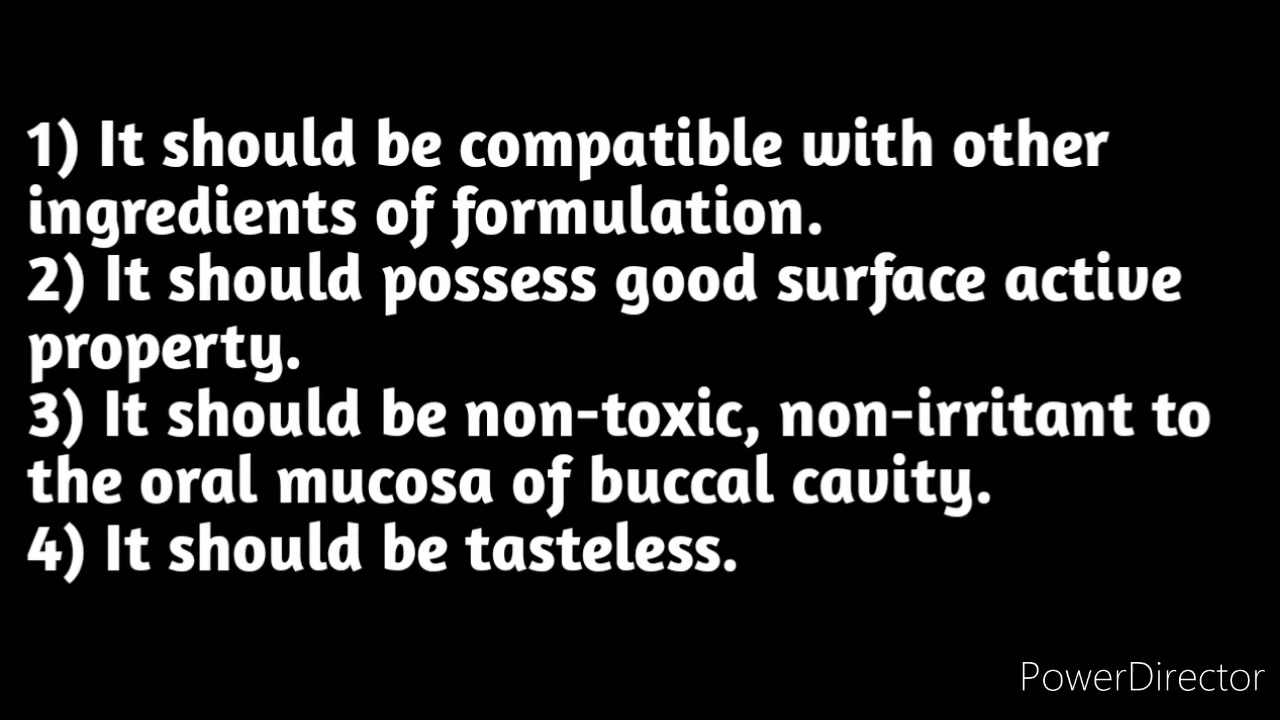 1) It should be compatible with other
ingredients of formulation.
2) It should possess good surface active
property.
3) It should be non-toxic, non-irritant to
the oral mucosa of buccal cavity.
4) It should be tasteless.
PowerDirector